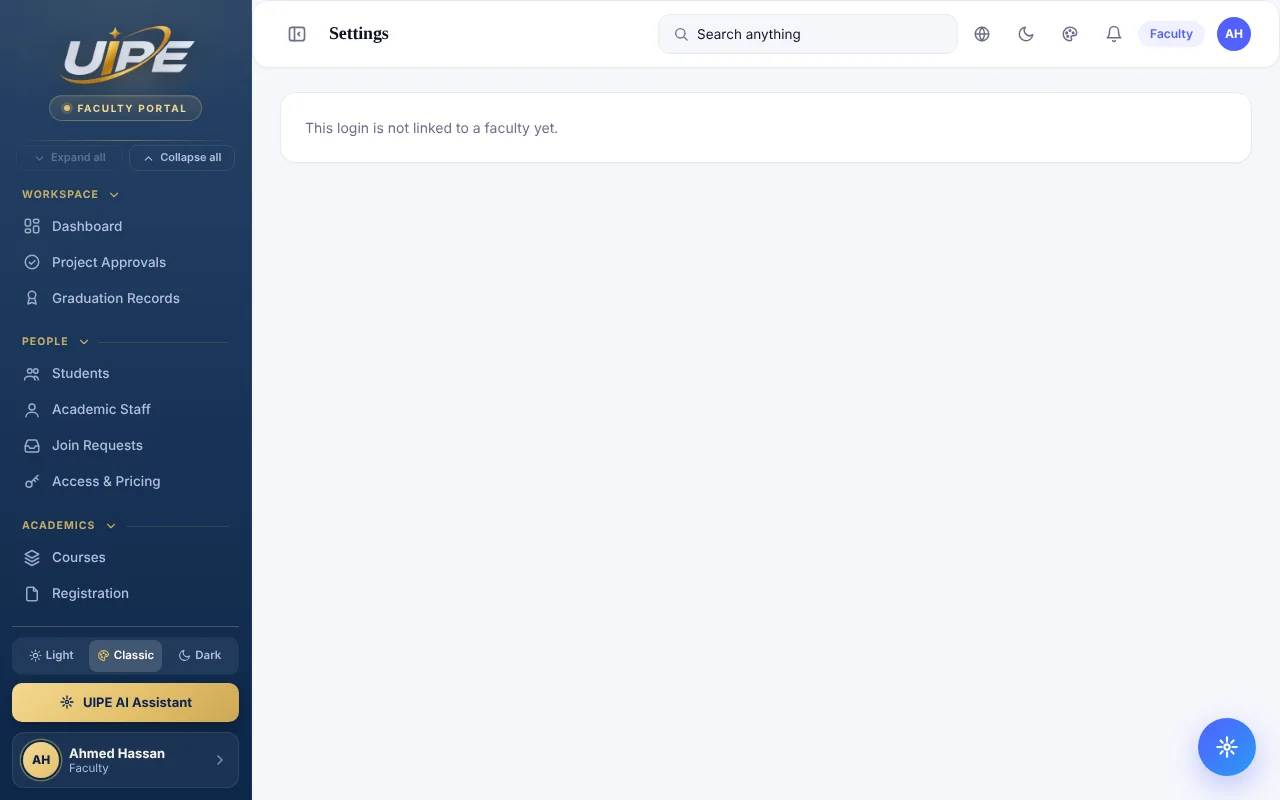 UiPE
FACULTY PORTAL
Expand all
Collapse all
WORKSPACE
Dashboard
Project Approvals
Graduation Records
PEOPLE
Students
Academic Staff
Join Requests
Access & Pricing
ACADEMICS
Courses
Registration
Light
Classic
Dark
UIPE AI Assistant
AH
Ahmed Hassan
Faculty
Settings
Search anything
Faculty
AH
This login is not linked to a faculty yet.